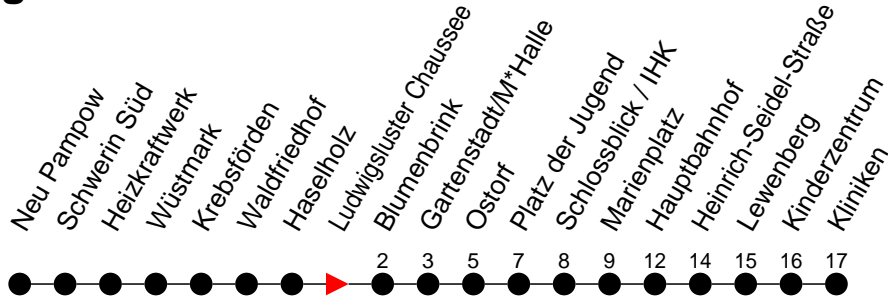 Neu Pampow
Schwerin Süd
Heizkraftwerk
Wüstmark
Krebsförden
Waldfriedhof
Haselholz
Ludwigsluster Chaussee
Blumenbrink
Gartenstadt/M*Halle
Ostorf
Platz der Jugend
Schlossblick / IHK
Marienplatz
Hauptbahnhof
Heinrich-Seidel-Straße
Lewenberg
Kinderzentrum
Kliniken
2 3 5 7 8 9 12 14 15 16 17